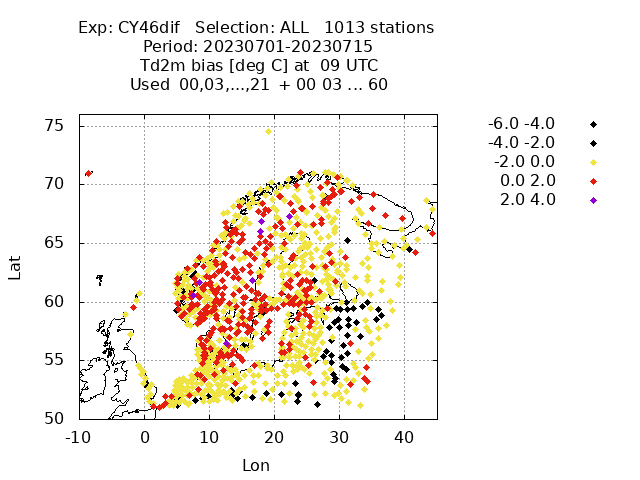 Exp: CY46dif   Selection: ALL   1013 stations
Period: 20230701-20230715
Td2m bias [deg C] at  09 UTC
Used  00,03,...,21  + 00 03 ... 60
-6.0 -4.0
-4.0 -2.0
-2.0 0.0
0.0 2.0
2.0 4.0
75
70
65
60
55
50
Lat
-10 0 10 20 30 40
Lon